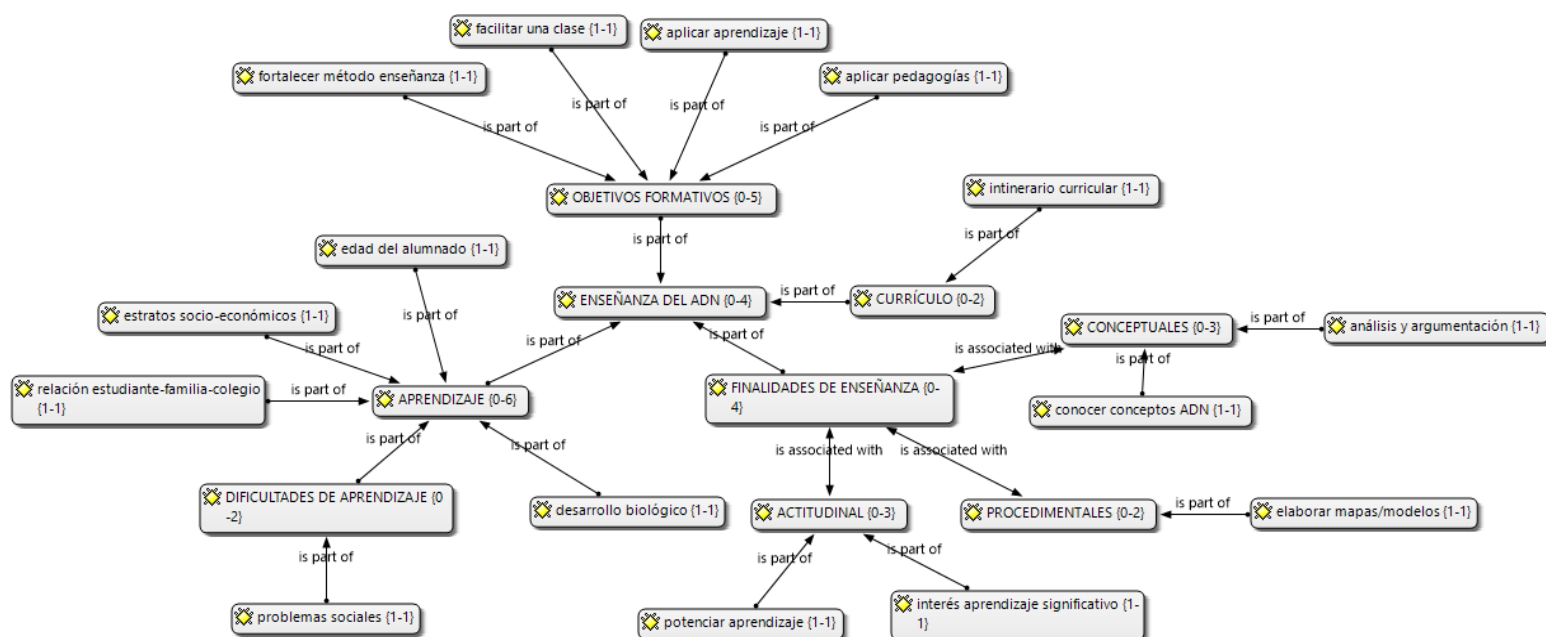 facilitar una clase {1-1}
aplicar aprendizaje {1-1}
fortalecer método enseñanza {1-1}
aplicar pedagogías {1-1}
is part of
is part of
is part of
is part of
OBJETIVOS FORMATIVOS {0-5}
intinerario curricular {1-1}
is part of
is part of
edad del alumnado {1-1}
ENSEÑANZA DEL ADN {0-4}
is part of
CURRÍCULO {0-2}
estratos socio-económicos {1-1}
is part of
is part of
is part of
is part of
CONCEPTUALES {0-3}
is part of
análisis y argumentación {1-1}
is associated with
is part of
relación estudiante-familia-colegio
{1-1}
is part of
APRENDIZAJE {0-6}
FINALIDADES DE ENSEÑANZA {0-
4}
conocer conceptos ADN {1-1}
is part of
is part of
is associated with
is associated with
DIFICULTADES DE APRENDIZAJE {0
-2}
desarrollo biológico {1-1}
ACTITUDINAL {0-3}
PROCEDIMENTALES {0-2}
is part of
elaborar mapas/modelos {1-1}
is part of
is part of
is part of
problemas sociales {1-1}
potenciar aprendizaje {1-1}
interés aprendizaje significativo {1-
1}